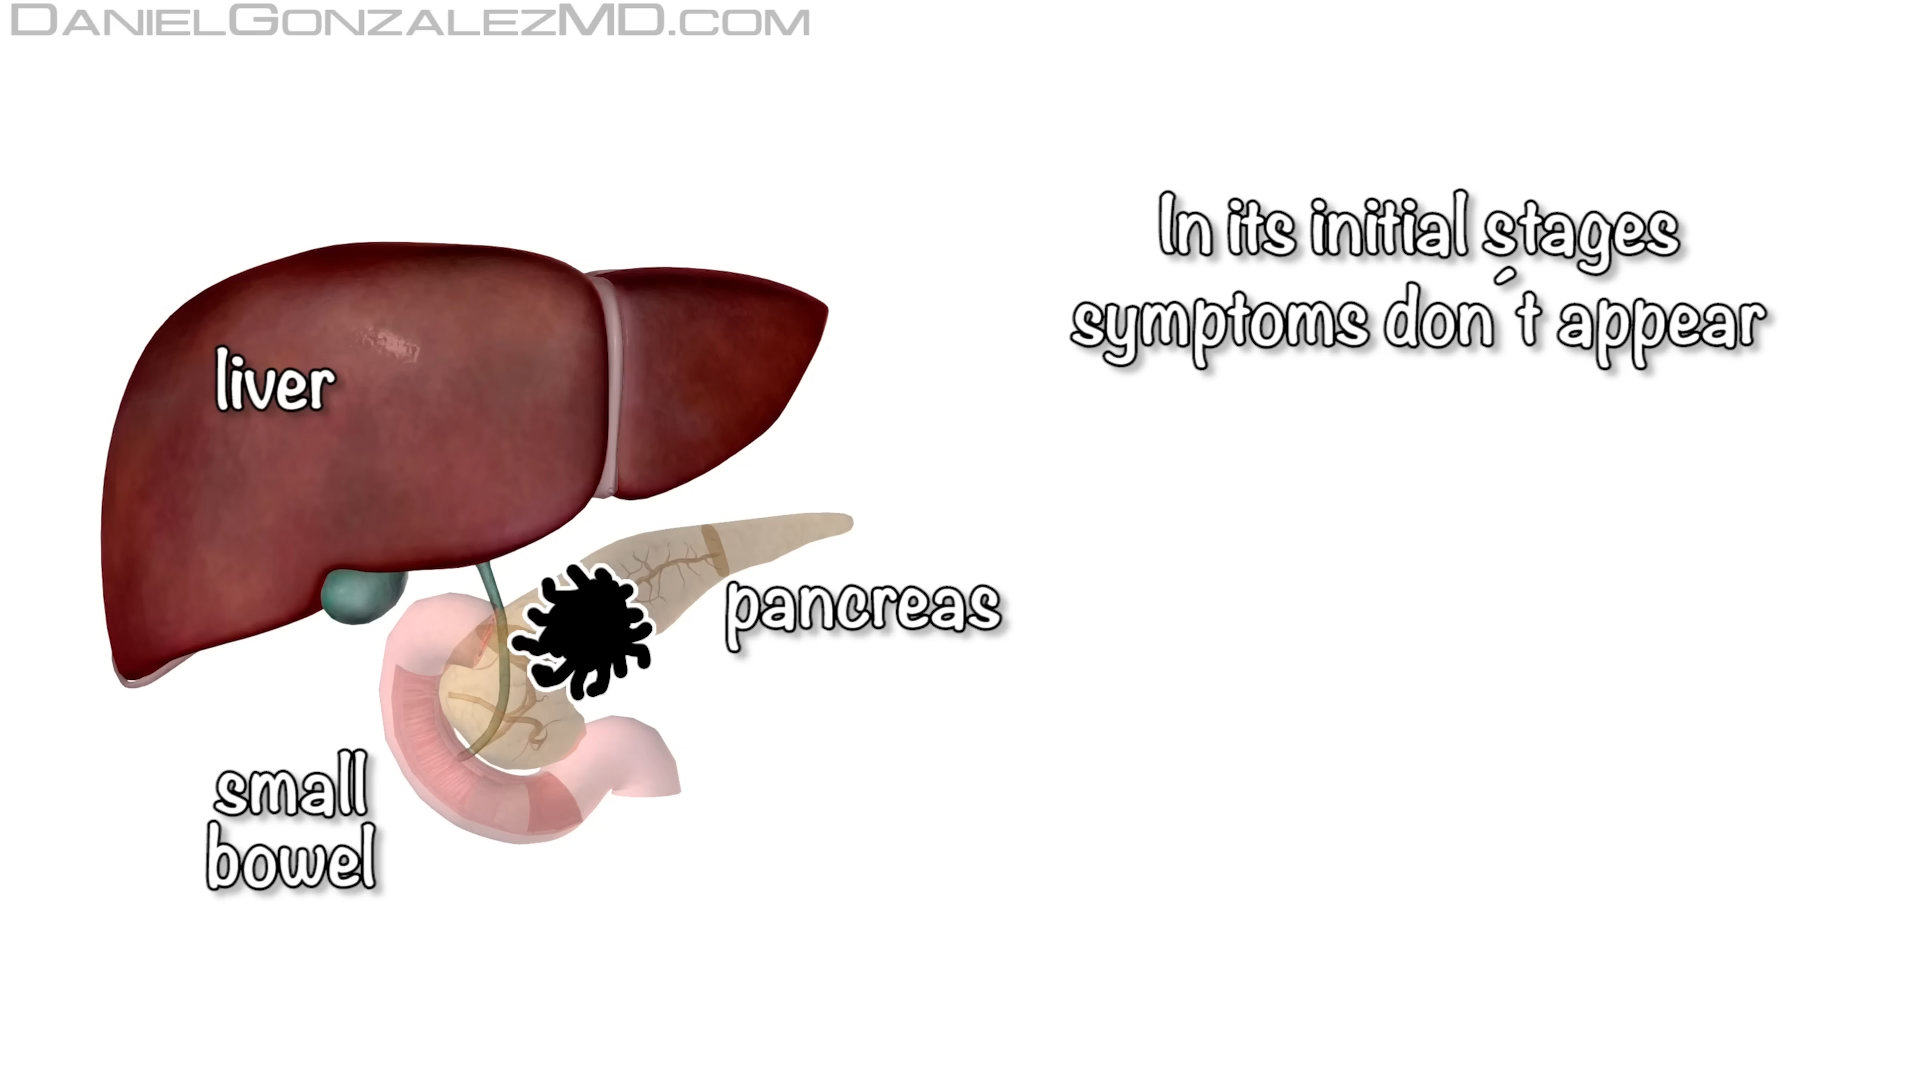 DANIELGONZALEZMD.COM
In its initial stages
symptoms don´t appear
liver
pancreas
small
bowel